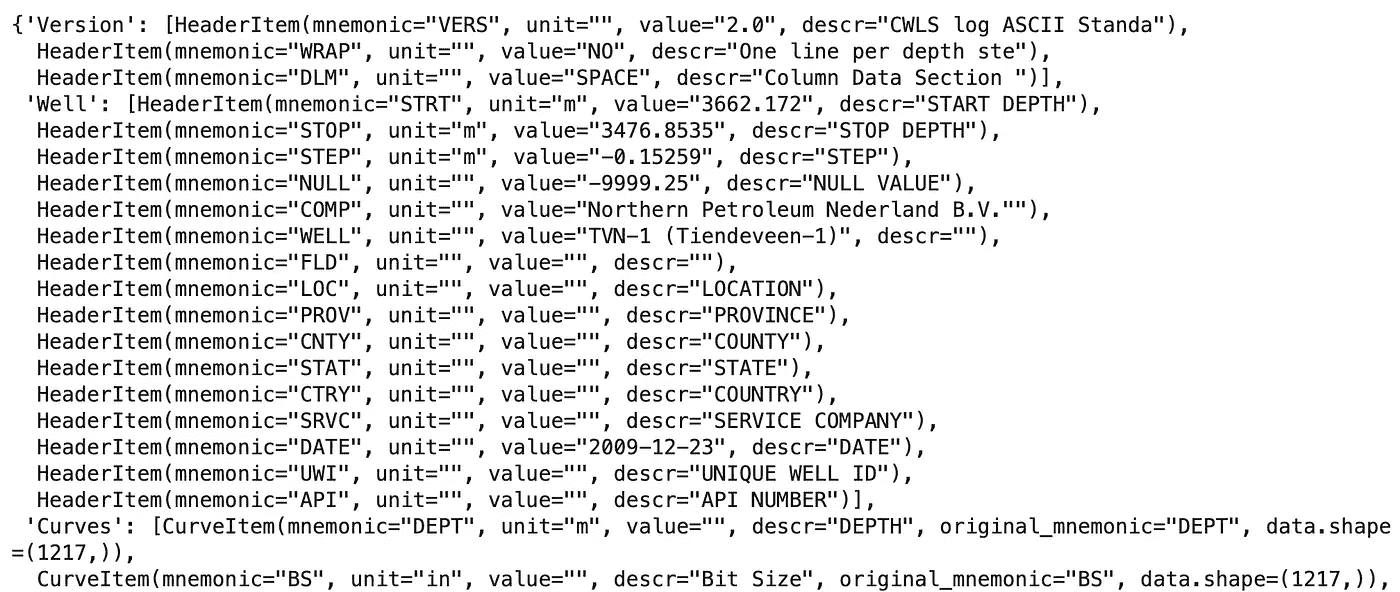 {'Version': [HeaderItem(mnemonic="VERS", unit="", value="2.0", descr="CWLS log ASCII Standa"),
HeaderItem(mnemonic="WRAP", unit="", value="NO", descr="One line per depth ste"),
HeaderItem(mnemonic="DLM", unit="", value="SPACE", descr="Column Data Section ")],
'Well': [HeaderItem(mnemonic="STRT", unit="m", value="3662.172", descr="START DEPTH"),
HeaderItem(mnemonic="STOP", unit="m", value="3476.8535", descr="STOP DEPTH"),
HeaderItem(mnemonic="STEP", unit="m", value="-0.15259", descr="STEP"),
HeaderItem(mnemonic="NULL", unit="", value="-9999.25", descr="NULL VALUE"),
HeaderItem(mnemonic="COMP", unit="", value="Northern Petroleum Nederland B.V.""),
HeaderItem(mnemonic="WELL", unit="", value="TVN-1 (Tiendeveen-1)", descr=""),
HeaderItem(mnemonic="FLD", unit="", value="", descr=""),
HeaderItem(mnemonic="LOC", unit="", value="", descr="LOCATION"),
HeaderItem(mnemonic="PROV", unit="", value="", descr="PROVINCE"),
HeaderItem(mnemonic="CNTY", unit="", value="", descr="COUNTY"),
HeaderItem(mnemonic="STAT", unit="", value="", descr="STATE"),
HeaderItem(mnemonic="CTRY", unit="", value="", descr="COUNTRY"),
HeaderItem(mnemonic="SRVC", unit="", value="", descr="SERVICE COMPANY"),
HeaderItem(mnemonic="DATE", unit="", value="2009-12-23", descr="DATE"),
HeaderItem(mnemonic="UWI", unit="", value="", descr="UNIQUE WELL ID"),
HeaderItem(mnemonic="API", unit="", value="", descr="API NUMBER")],
'Curves': [CurveItem(mnemonic="DEPT", unit="m", value="", descr="DEPTH", original_mnemonic="DEPT", data.shape
=(1217,)),
CurveItem(mnemonic="BS", unit="in", value="", descr="Bit Size", original_mnemonic="BS", data.shape=(1217,)),